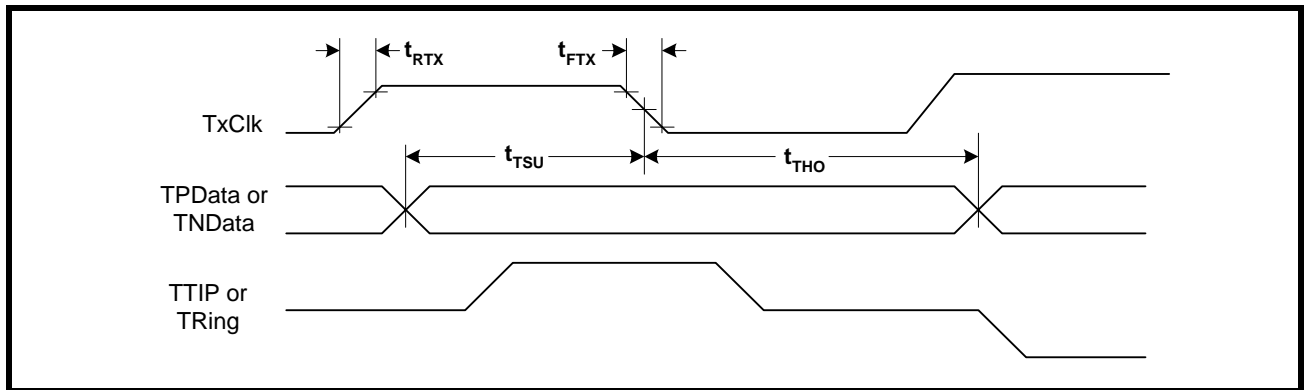 tRTX
tFTX
TxClk
tTSU
tTHO
TPData or
TNData
TTIP or
TRing